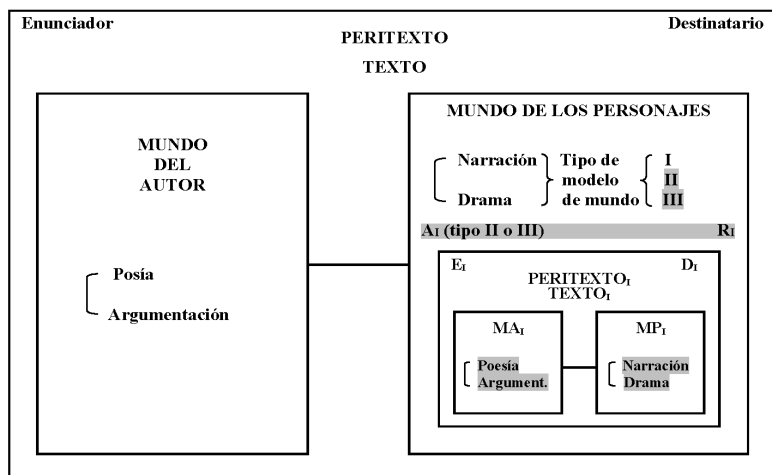 Enunciador Destinatario
PERITEXTO
TEXTO
MUNDO
DEL
AUTOR
Posía
Argumentación
MUNDO DE LOS PERSONAJES
Narración Tipo de I
modelo II
Drama de mundo III
AI (tipo II o III) RI
EI DI
PERITEXTOI
TEXTOI
MAI
Poesía
Argument.
MPI
Narración
Drama